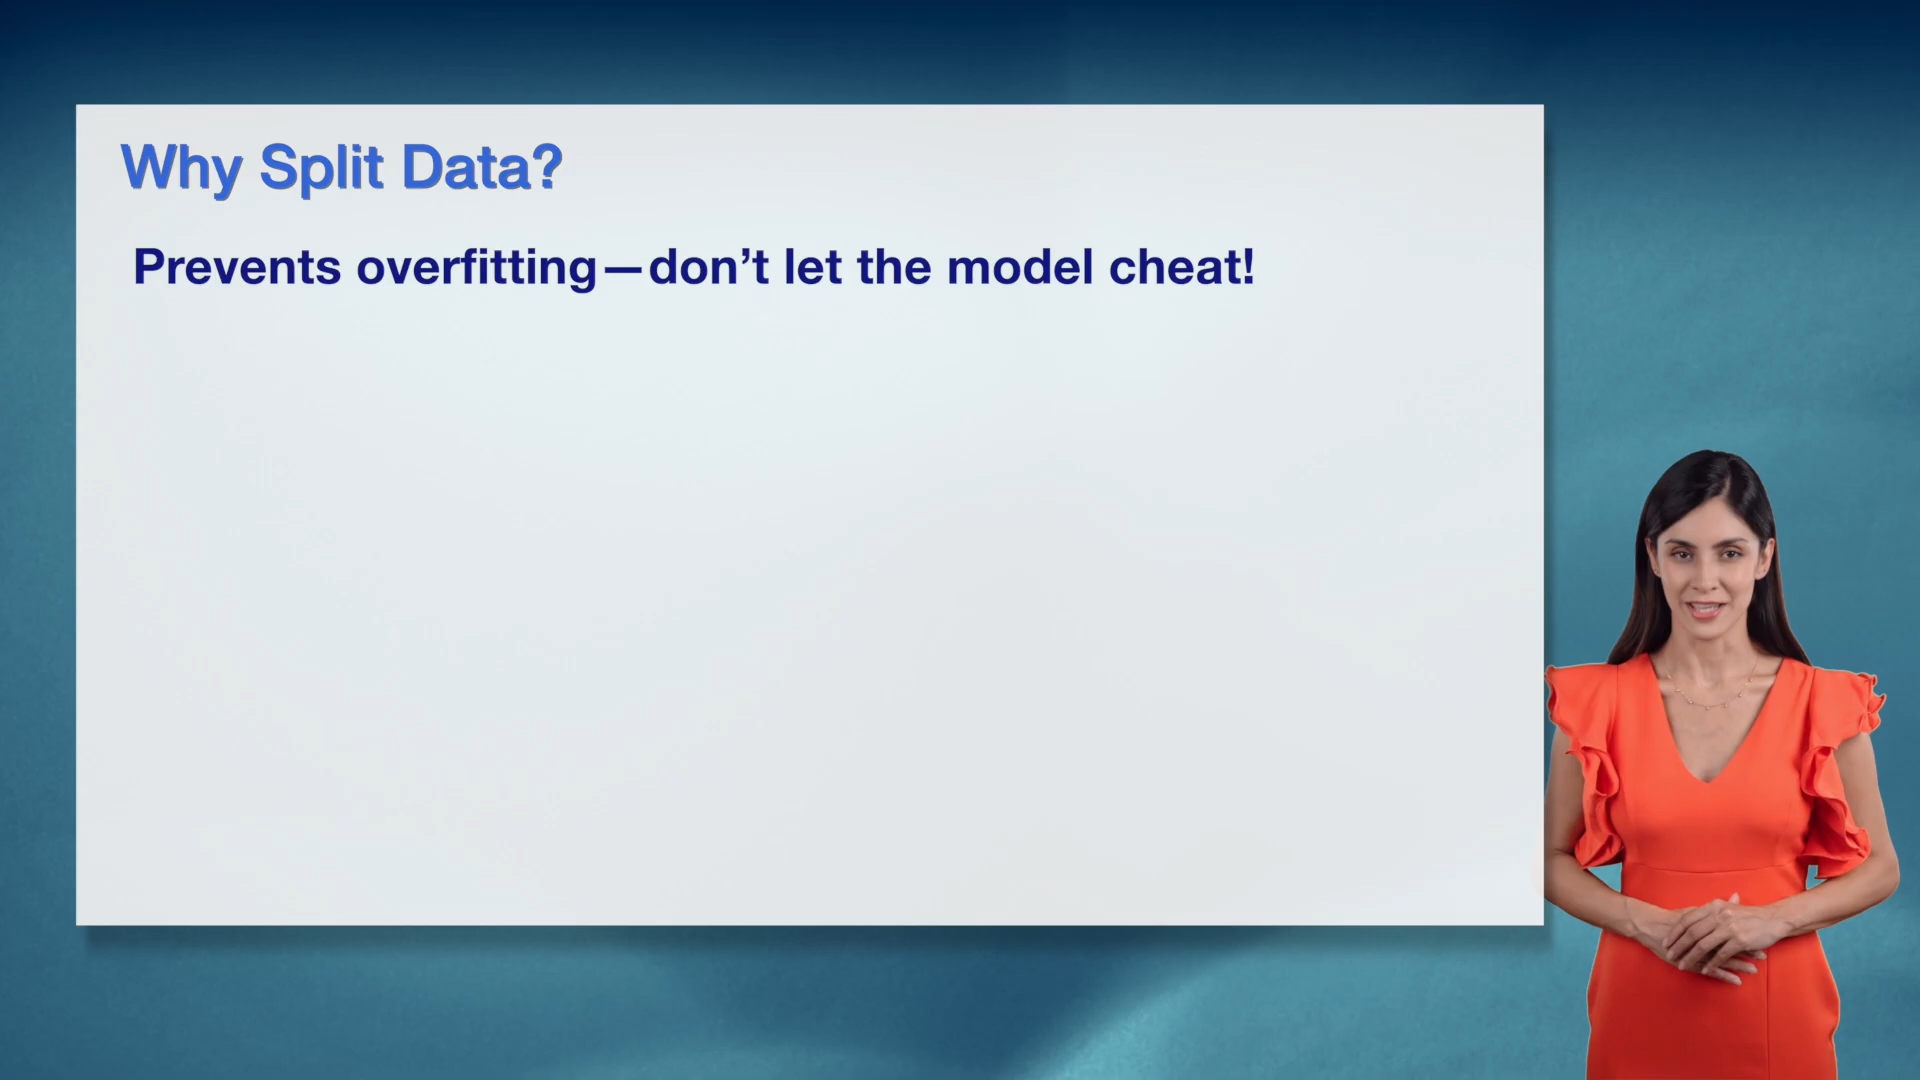 Why Split Data?
Prevents overfitting—don’t let the model cheat!